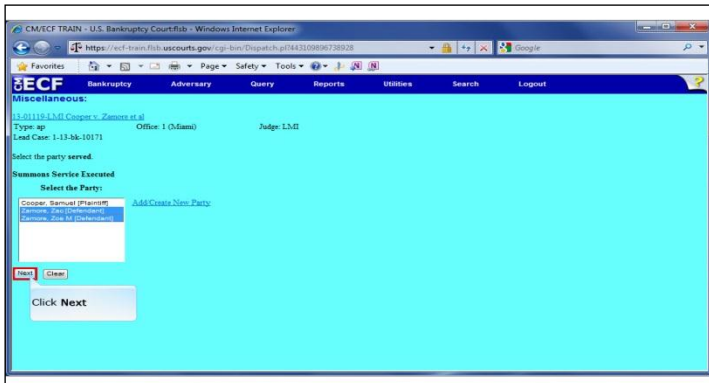 CM/ECF TRAIN - U.S. Bankruptcy Court:flsb - Windows Internet Explorer
https://ecf-train.flsb.uscourts.gov/cgi-bin/Dispatch.pl?443109896738928
Google
Favorites Page Safety Tools
ECF Bankruptcy Adversary Query Reports Utilities Search Logout ?
Miscellaneous:
13-01119-LMI Cooper v. Zamore et al
Type: ap Office: 1 (Miami) Judge: LMI
Lead Case: 1-13-bk-10171
Select the party served.
Summons Service Executed
Select the Party:
Cooper, Samuel [Plaintiff] Add/Create New Party
Zamore, Zac [Defendant]
Zamore, Zoe M [Defendant]
Next Clear
Click Next